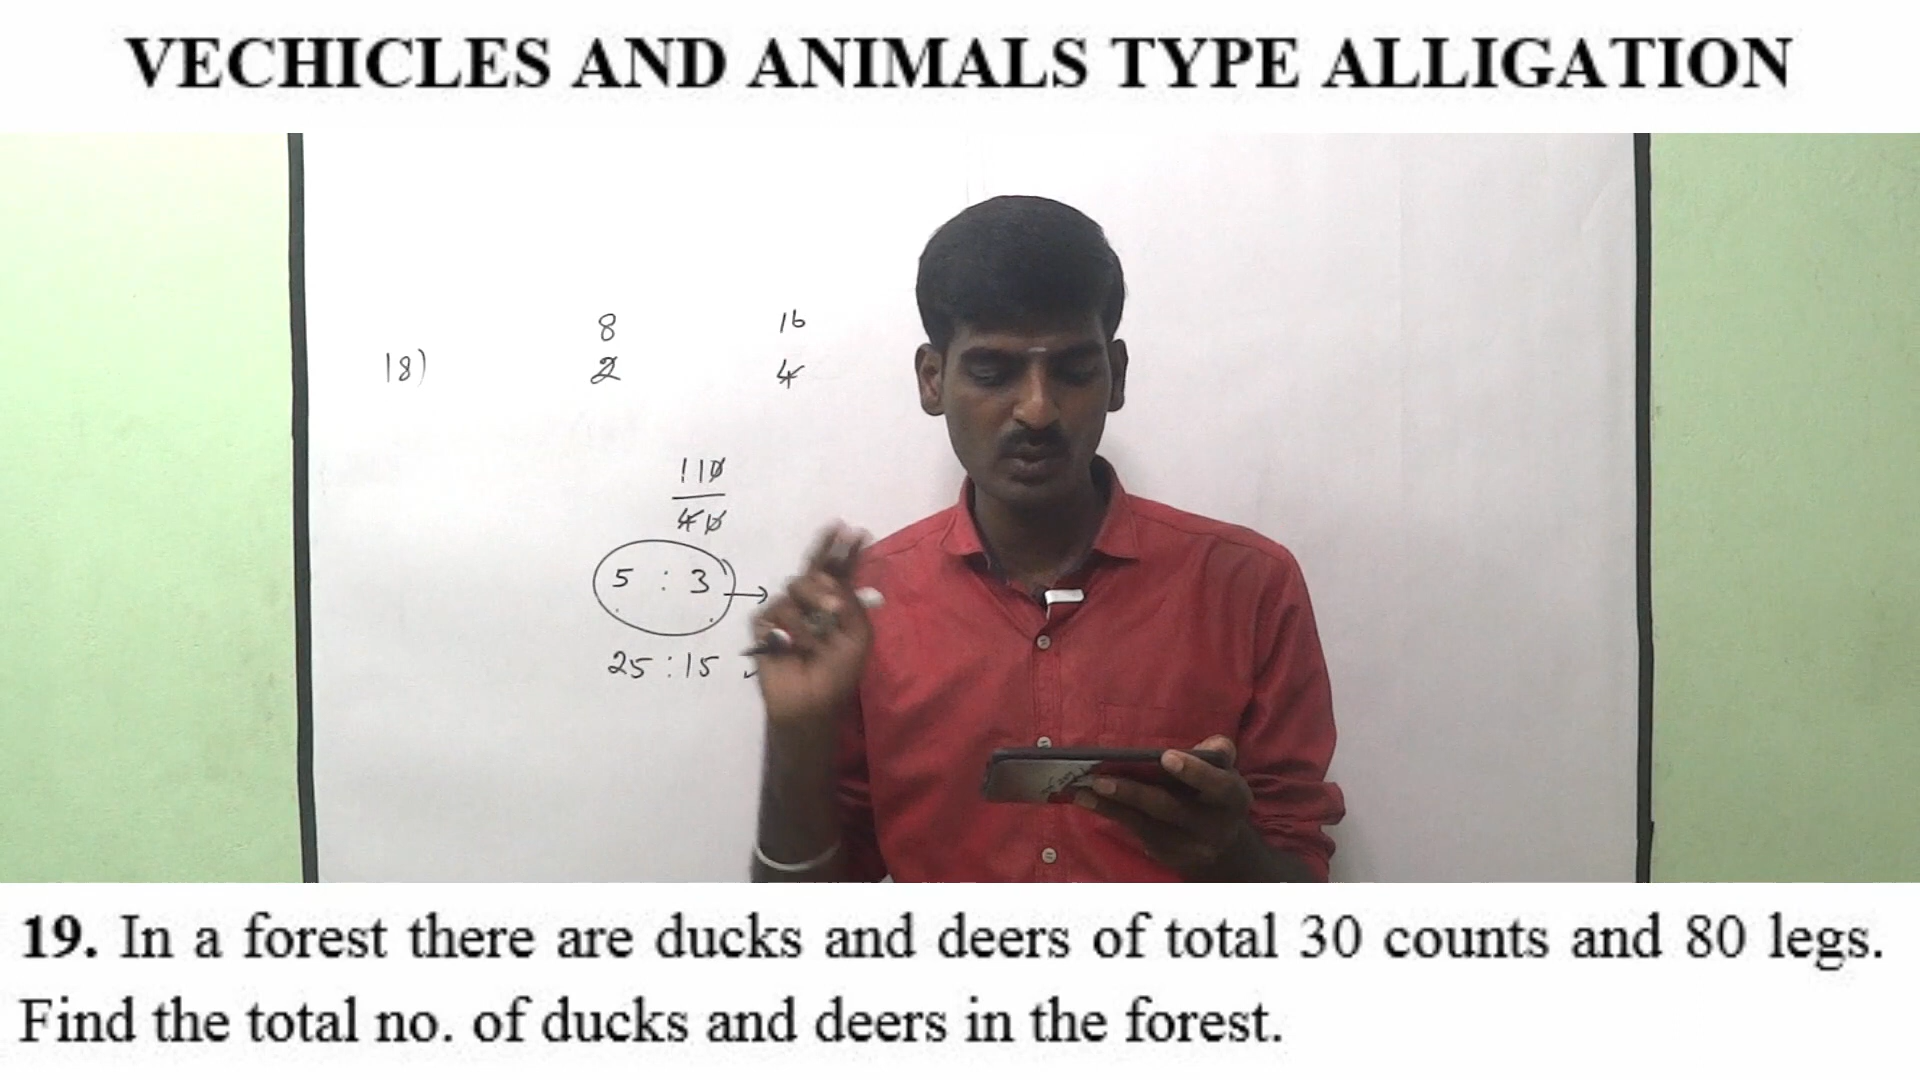 VECHICLES AND ANIMALS TYPE ALLIGATION
8 16
18) 2 4
110
40
5 : 3 →
25 : 15
19. In a forest there are ducks and deers of total 30 counts and 80 legs.
Find the total no. of ducks and deers in the forest.